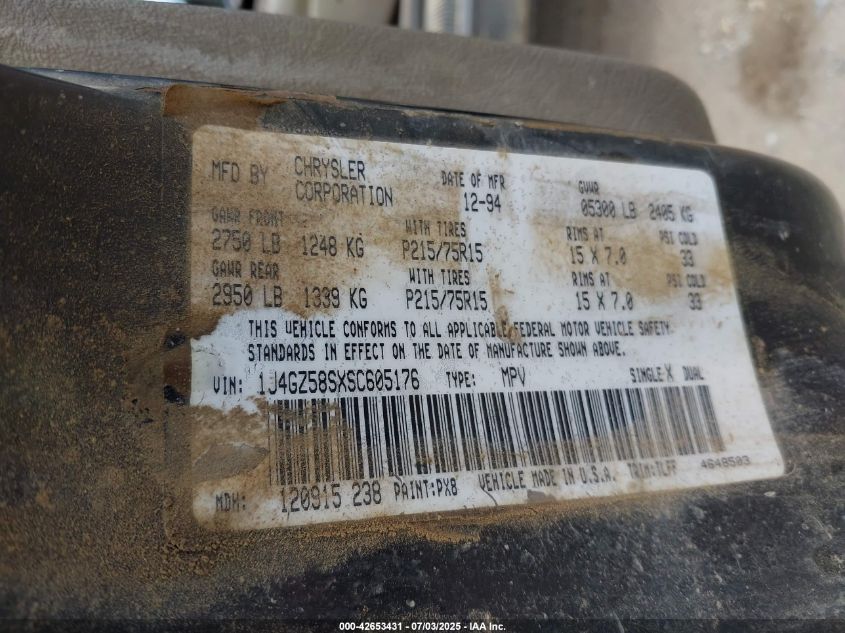 MFD BY CHRYSLER CORPORATION DATE OF MFR 12-94 GVWR 05300 LB 2405 KG
GAWR FRONT WITH TIRES RIMS AT PSI COLD
2750 LB 1248 KG P215/75R15 15 X 7.0 33
GAWR REAR WITH TIRES RIMS AT PSI COLD
2950 LB 1339 KG P215/75R15 15 X 7.0 33
THIS VEHICLE CONFORMS TO ALL APPLICABLE FEDERAL MOTOR VEHICLE SAFETY
STANDARDS IN EFFECT ON THE DATE OF MANUFACTURE SHOWN ABOVE.
VIN: 1J4GZ58SXSC605176 TYPE: MPV SINGLE X DUAL
MDH: 120915 238 PAINT:PX8 VEHICLE MADE IN U.S.A. TRIM:TLFF 4648503
000-42653431 - 07/03/2025 - IAA Inc.